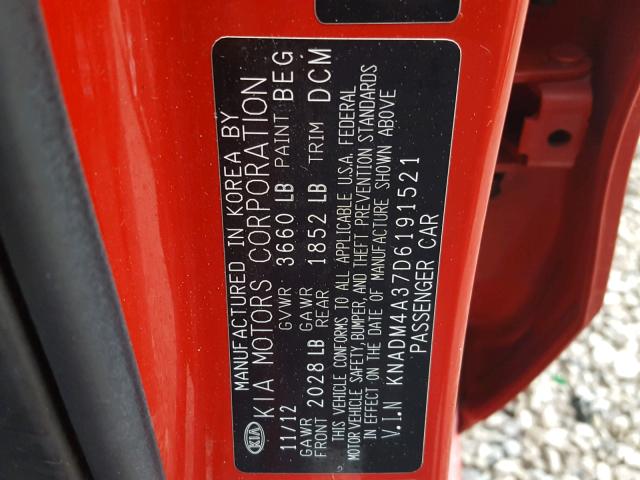 KIA
MANUFACTURED IN KOREA BY
KIA MOTORS CORPORATION
11/12 GVWR 3660 LB PAINT BEG
GAWR FRONT 2028 LB GAWR REAR 1852 LB TRIM DCM
THIS VEHICLE CONFORMS TO ALL APPLICABLE U.S.A. FEDERAL
MOTOR VEHICLE SAFETY, BUMPER, AND THEFT PREVENTION STANDARDS
IN EFFECT ON THE DATE OF MANUFACTURE SHOWN ABOVE
V.I.N KNADM4A37D6191521
PASSENGER CAR